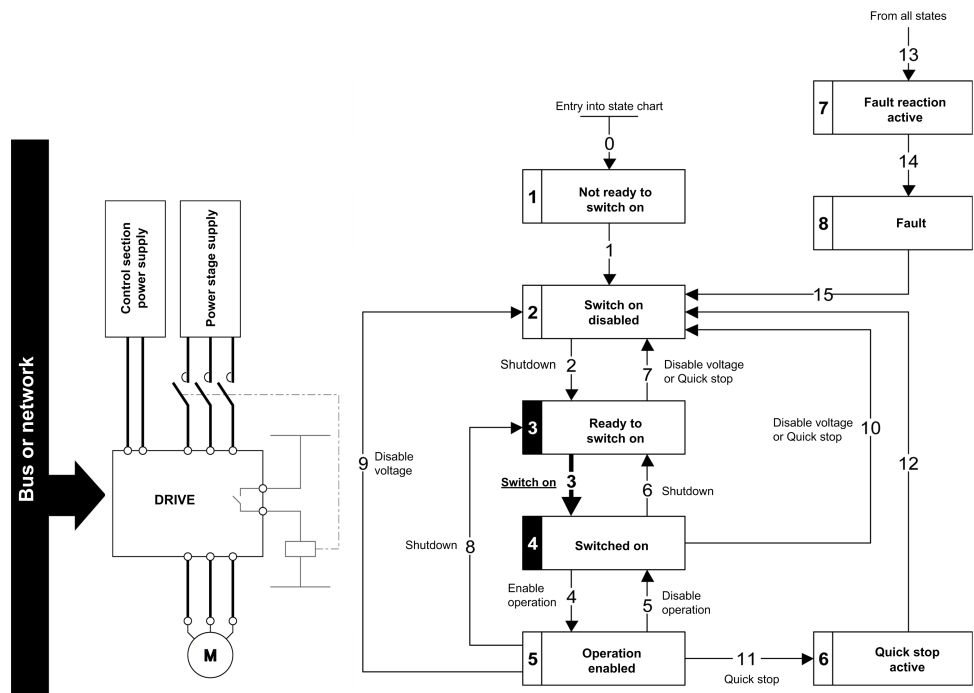 From all states
13
7
Fault reaction
active
14
8
Fault
15
Entry into state chart
0
1
Not ready to
switch on
1
2
Switch on
disabled
Shutdown
2
7
Disable voltage
or Quick stop
3
Ready to
switch on
Switch on
3
6
Shutdown
4
Switched on
Enable
operation
4
5
Disable
operation
5
Operation
enabled
11
Quick stop
6
Quick stop
active
12
Disable voltage
or Quick stop
10
9
Disable
voltage
Shutdown
8
Bus or network
Control section
power supply
Power stage supply
DRIVE
M